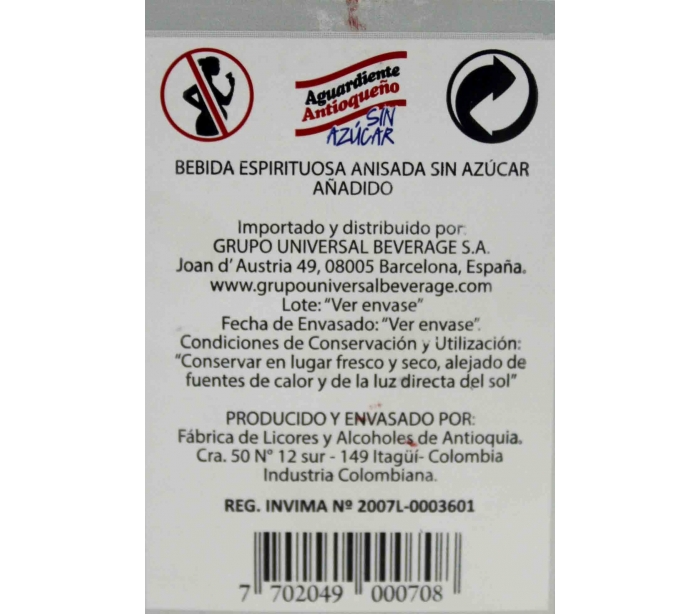 Aguardiente
Antioqueño
SIN
AZÚCAR
BEBIDA ESPIRITUOSA ANISADA SIN AZÚCAR
AÑADIDO
Importado y distribuido por:
GRUPO UNIVERSAL BEVERAGE S.A.
Joan d' Austria 49, 08005 Barcelona, España.
www.grupouniversalbeverage.com
Lote: "Ver envase"
Fecha de Envasado: "Ver envase".
Condiciones de Conservación y Utilización:
"Conservar en lugar fresco y seco, alejado de
fuentes de calor y de la luz directa del sol"
PRODUCIDO Y ENVASADO POR:
Fábrica de Licores y Alcoholes de Antioquia.
Cra. 50 N° 12 sur - 149 Itagüí- Colombia
Industria Colombiana.
REG. INVIMA Nº 2007L-0003601
7 702049 000708